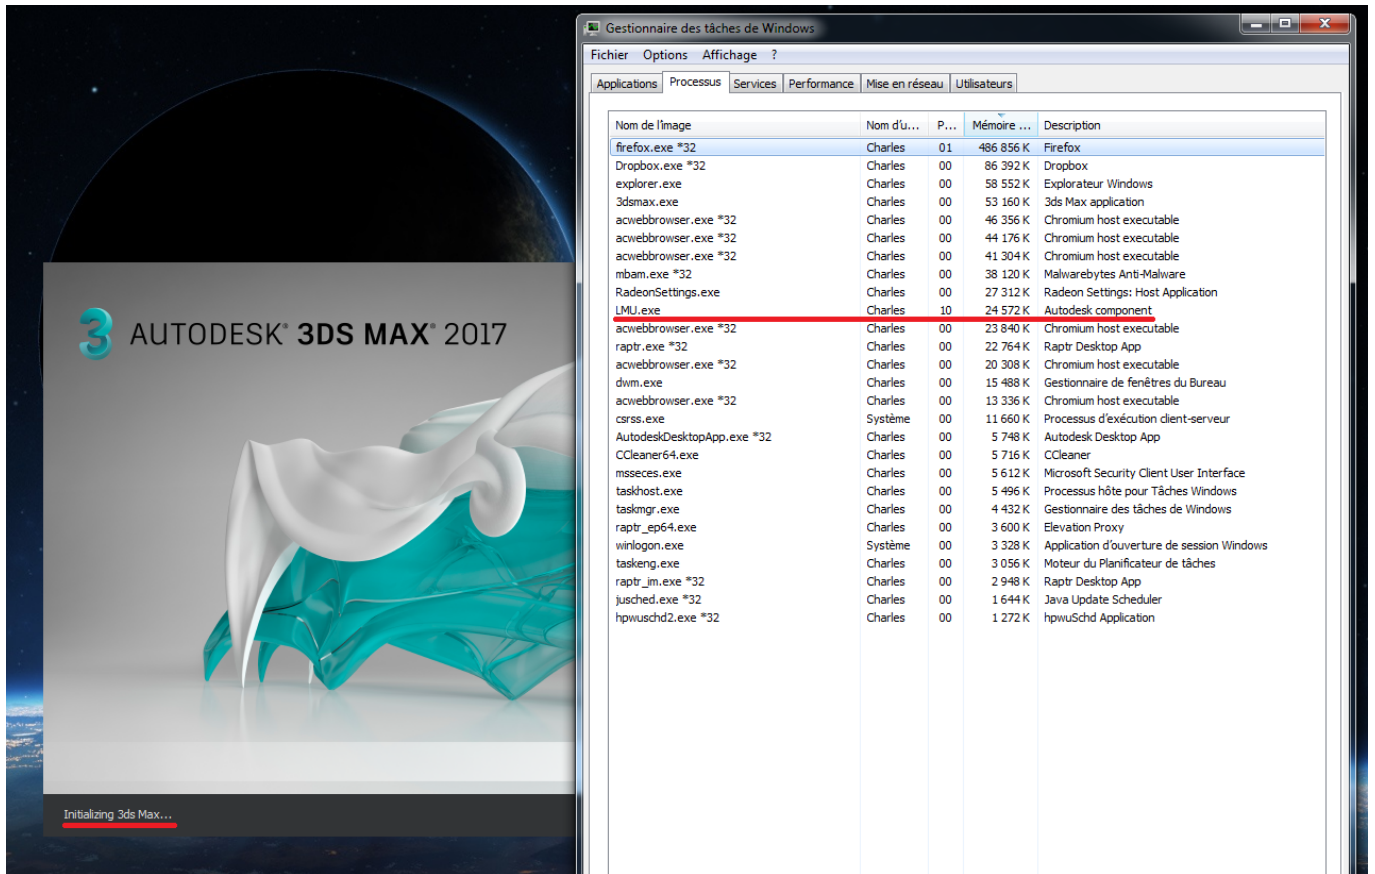 Gestionnaire des tâches de Windows
Fichier Options Affichage ?
Applications Processus Services Performance Mise en réseau Utilisateurs
Nom de l'image Nom d'u... P... Mémoire ... Description
firefox.exe *32 Charles 01 486 856 K Firefox
Dropbox.exe *32 Charles 00 86 392 K Dropbox
explorer.exe Charles 00 58 552 K Explorateur Windows
3dsmax.exe Charles 00 53 160 K 3ds Max application
acwebbrowser.exe *32 Charles 00 46 356 K Chromium host executable
acwebbrowser.exe *32 Charles 00 44 176 K Chromium host executable
acwebbrowser.exe *32 Charles 00 41 304 K Chromium host executable
mbam.exe *32 Charles 00 38 120 K Malwarebytes Anti-Malware
RadeonSettings.exe Charles 00 27 312 K Radeon Settings: Host Application
LMU.exe Charles 10 24 572 K Autodesk component
acwebbrowser.exe *32 Charles 00 23 840 K Chromium host executable
raptr.exe *32 Charles 00 22 764 K Raptr Desktop App
acwebbrowser.exe *32 Charles 00 20 308 K Chromium host executable
dwm.exe Charles 00 15 488 K Gestionnaire de fenêtres du Bureau
acwebbrowser.exe *32 Charles 00 13 336 K Chromium host executable
csrss.exe Système 00 11 660 K Processus d'exécution client-serveur
AutodeskDesktopApp.exe *32 Charles 00 5 748 K Autodesk Desktop App
CCleaner64.exe Charles 00 5 716 K CCleaner
msseces.exe Charles 00 5 612 K Microsoft Security Client User Interface
taskhost.exe Charles 00 5 496 K Processus hôte pour Tâches Windows
taskmgr.exe Charles 00 4 432 K Gestionnaire des tâches de Windows
raptr_ep64.exe Charles 00 3 600 K Elevation Proxy
winlogon.exe Système 00 3 328 K Application d'ouverture de session Windows
taskeng.exe Charles 00 3 056 K Moteur du Planificateur de tâches
raptr_im.exe *32 Charles 00 2 948 K Raptr Desktop App
jusched.exe *32 Charles 00 1 644 K Java Update Scheduler
hpwuschd2.exe *32 Charles 00 1 272 K hpwuSchd Application
3 AUTODESK® 3DS MAX® 2017
Initializing 3ds Max...